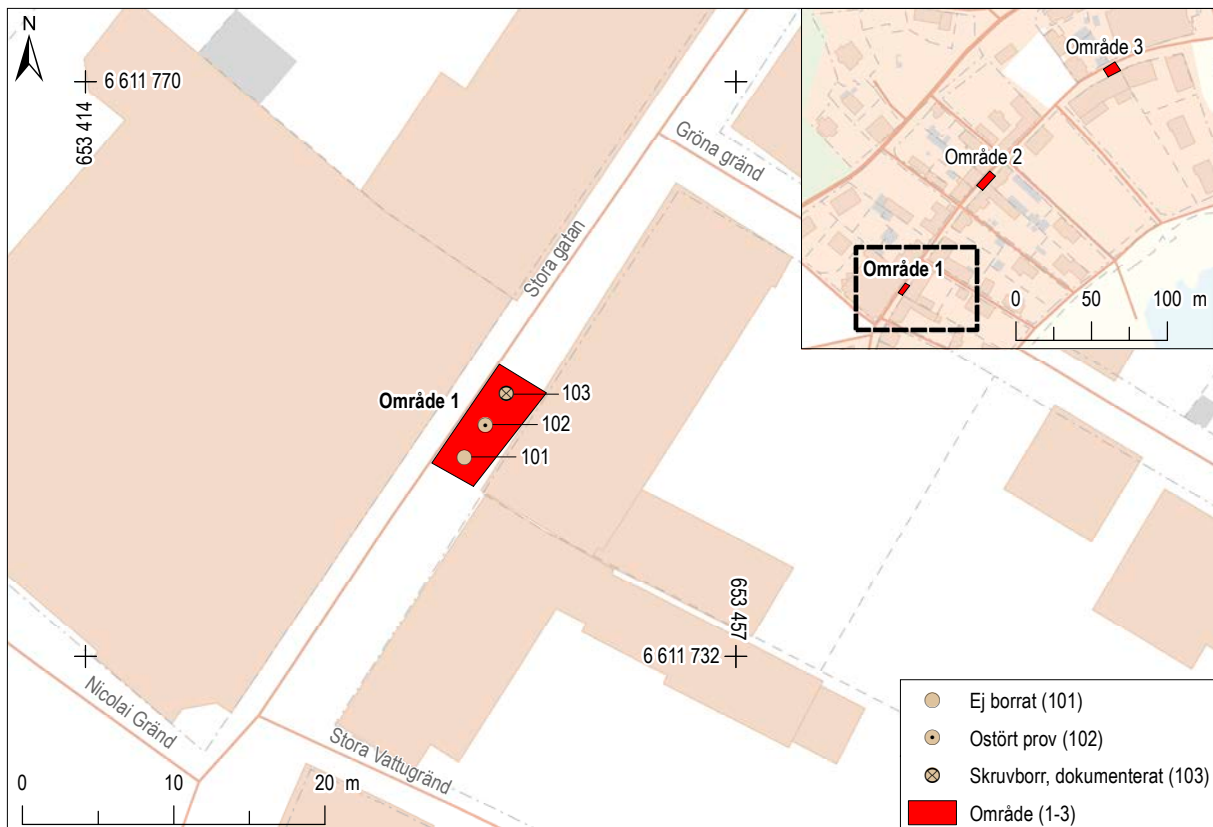 N
6 611 770
653 414
Gröna gränd
Stora gatan
Område 1
103
102
101
653 457
6 611 732
Nicolai Gränd
Stora Vattugränd
0 10 20 m
Område 3
Område 2
Område 1
0 50 100 m
Ej borrat (101)
Ostört prov (102)
Skruvborr, dokumenterat (103)
Område (1-3)